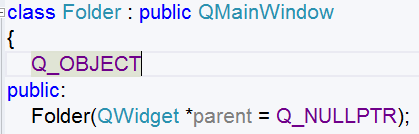 class Folder : public QMainWindow
{
Q_OBJECT
public:
Folder(QWidget *parent = Q_NULLPTR);